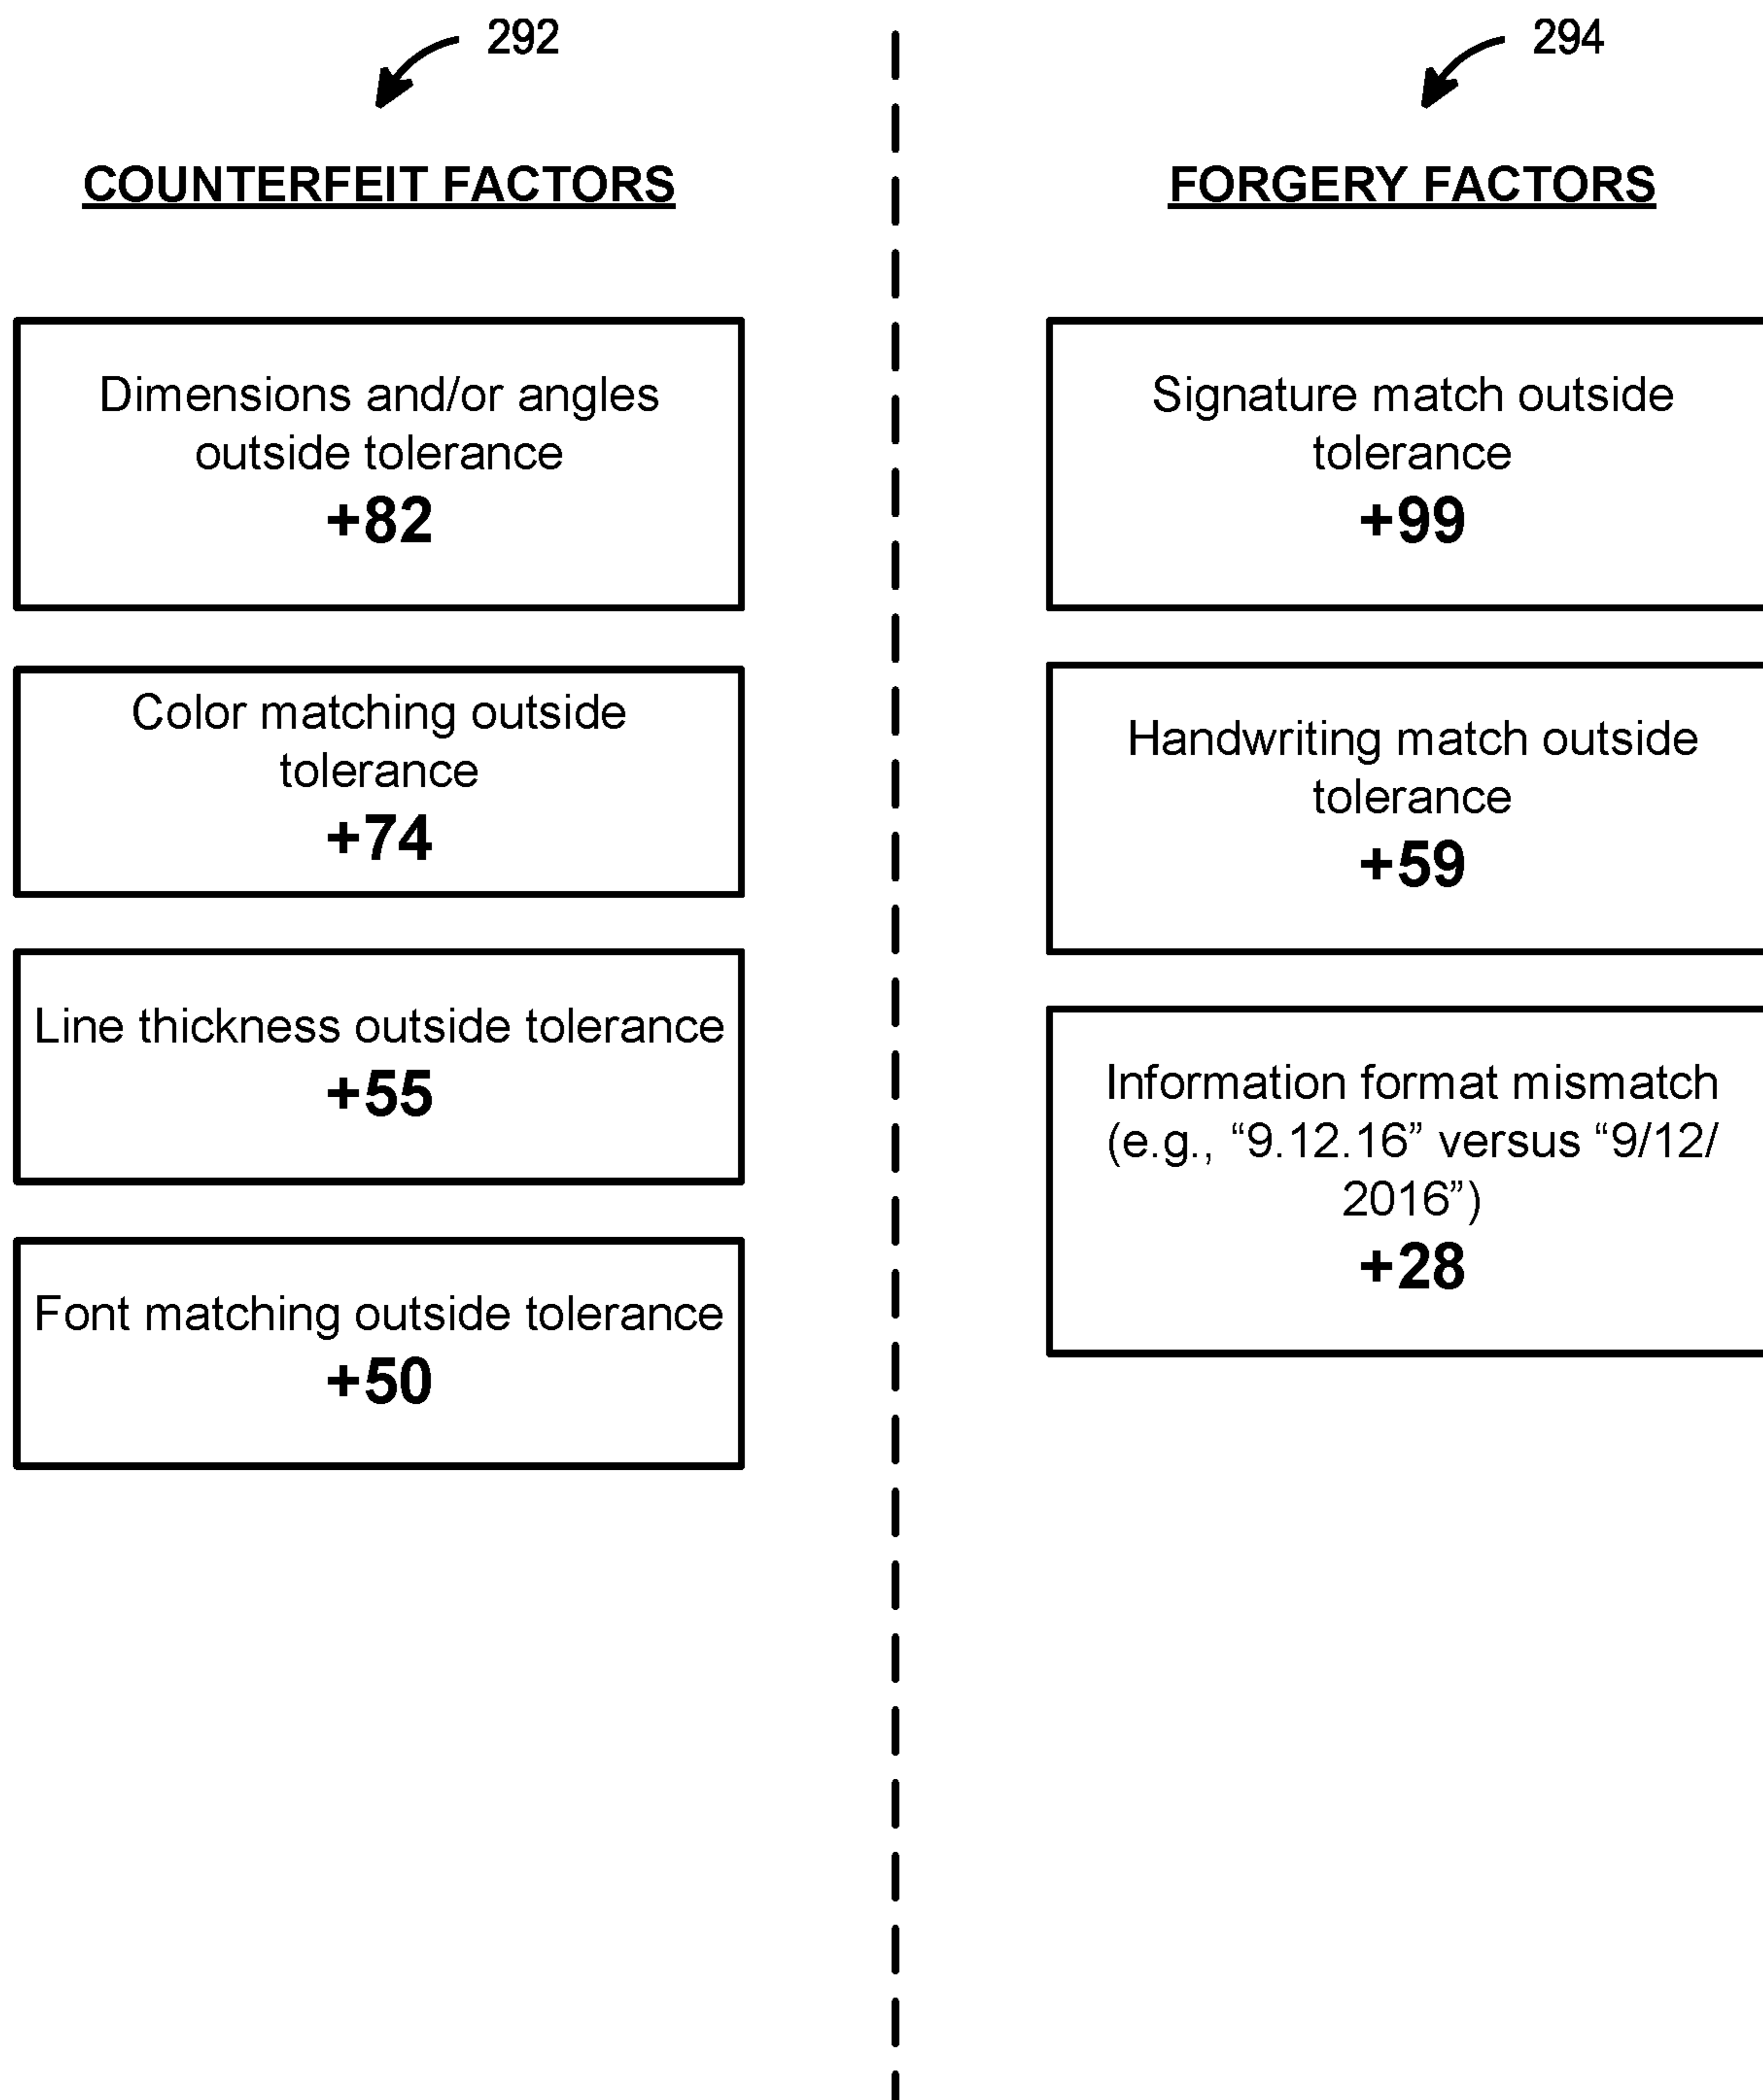 292
COUNTERFEIT FACTORS
Dimensions and/or angles
outside tolerance
+82
Color matching outside
tolerance
+74
Line thickness outside tolerance
+55
Font matching outside tolerance
+50
294
FORGERY FACTORS
Signature match outside
tolerance
+99
Handwriting match outside
tolerance
+59
Information format mismatch
(e.g., “9.12.16” versus “9/12/
2016”)
+28